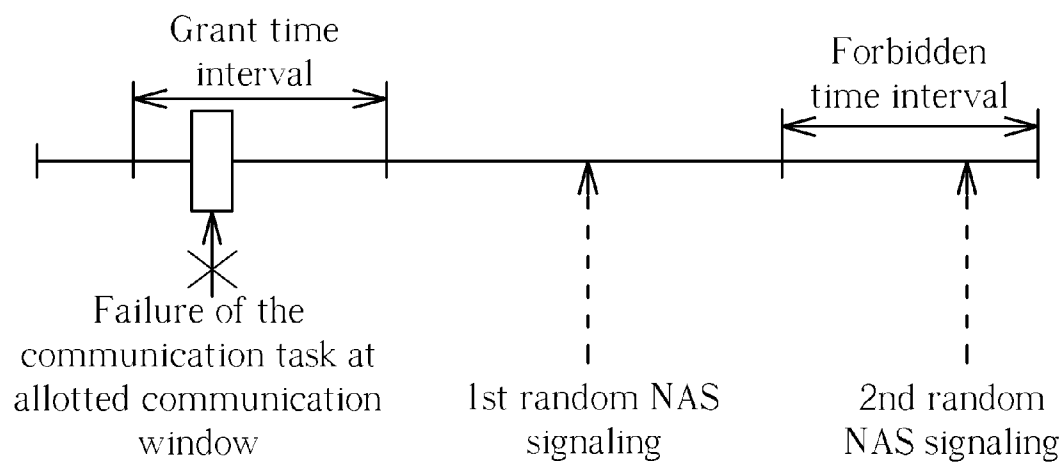 Grant time
interval
Forbidden
time interval
Failure of the
communication task at
allotted communication
window
1st random NAS
signaling
2nd random
NAS signaling